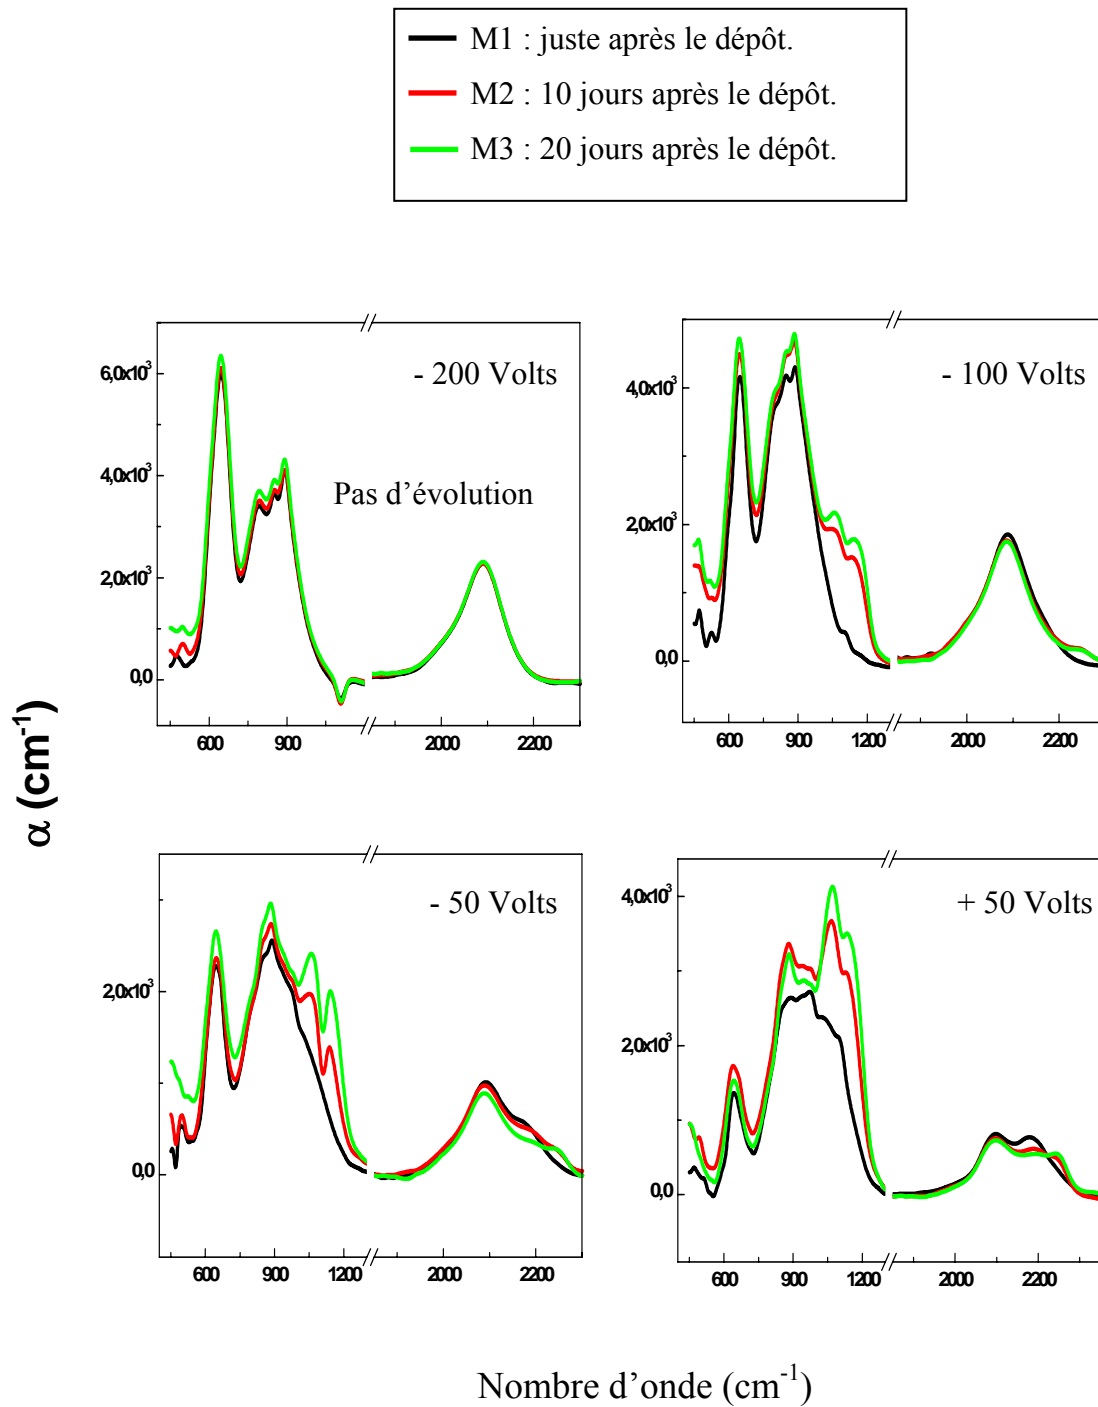 M1 : juste après le dépôt.
M2 : 10 jours après le dépôt.
M3 : 20 jours après le dépôt.
- 200 Volts
Pas d’évolution
6,0x10³
4,0x10³
2,0x10³
0,0
600 900 2000 2200
- 100 Volts
4,0x10³
2,0x10³
0,0
600 900 1200 2000 2200
α (cm⁻¹)
- 50 Volts
2,0x10³
0,0
600 900 1200 2000 2200
+ 50 Volts
4,0x10³
2,0x10³
0,0
600 900 1200 2000 2200
Nombre d’onde (cm⁻¹)